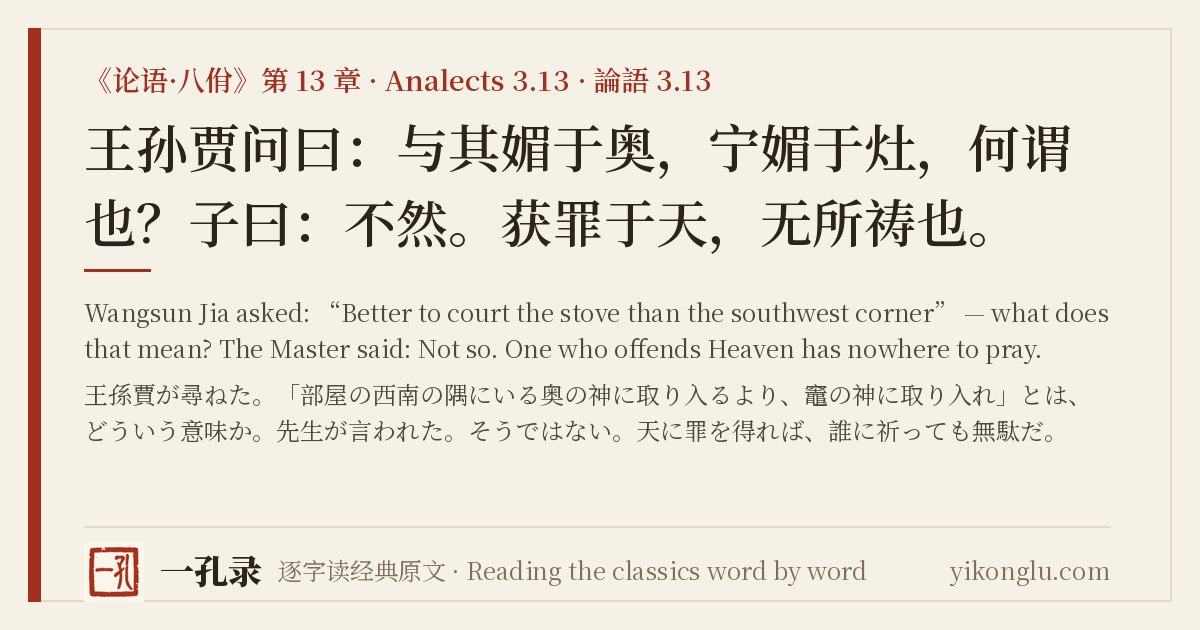 《论语·八佾》第 13 章 · Analects 3.13 · 論語 3.13
王孙贾问曰：与其媚于奥，宁媚于灶，何谓
也？子曰：不然。获罪于天，无所祷也。
Wangsun Jia asked: “Better to court the stove than the southwest corner” — what does
that mean? The Master said: Not so. One who offends Heaven has nowhere to pray.
王孫賈が尋ねた。「部屋の西南の隅にいる奥の神に取り入るより、竈の神に取り入れ」とは、
どういう意味か。先生が言われた。そうではない。天に罪を得れば、誰に祈っても無駄だ。
一孔
一孔录 逐字读经典原文 · Reading the classics word by word yikonglu.com